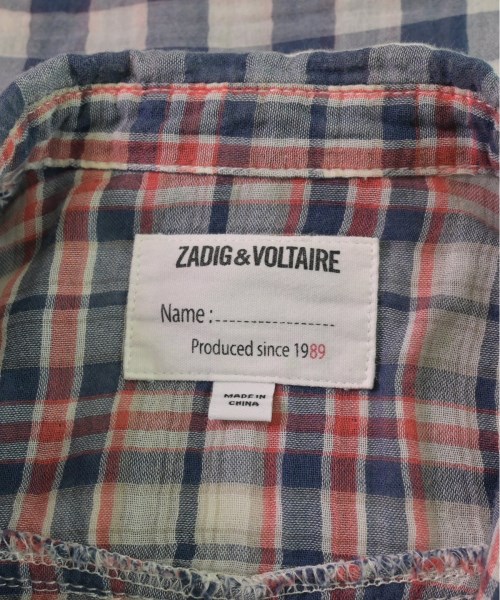 ZADIG&VOLTAIRE
Name :....................
Produced since 1989
MADE IN
CHINA